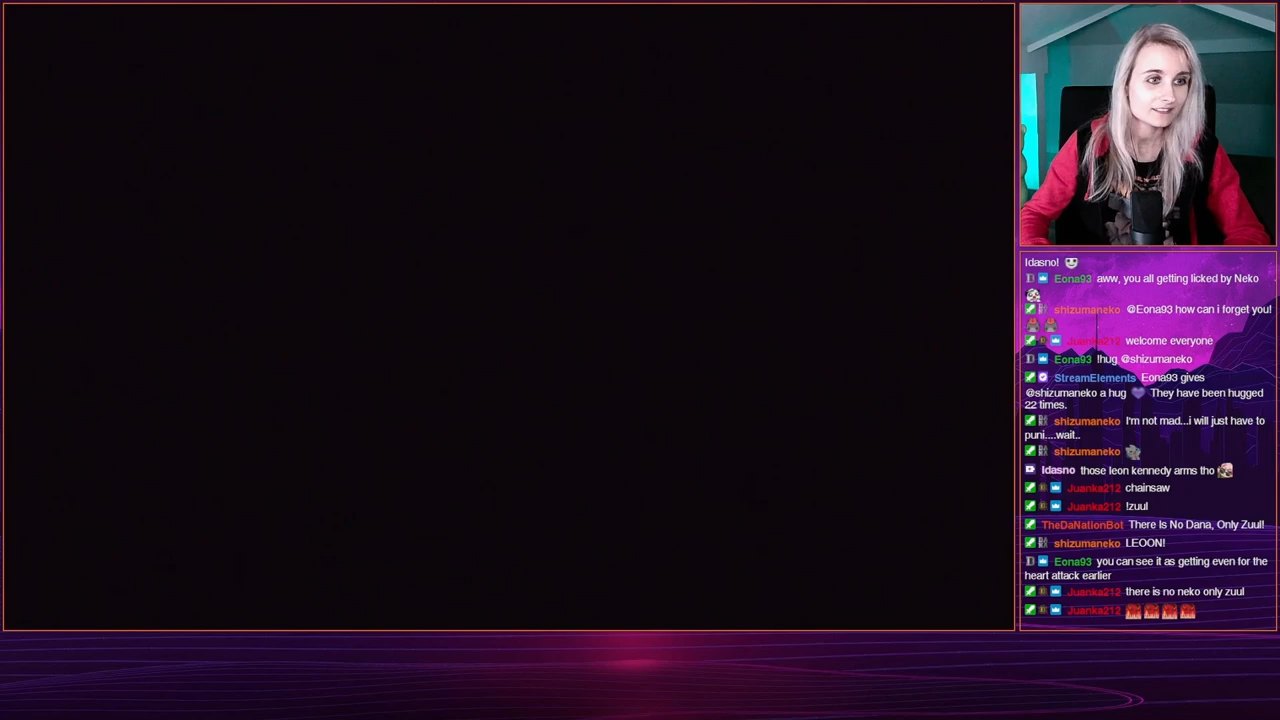 Idasno!
Eona93 aww, you all getting licked by Neko
shizumaneko @Eona93 how can i forget you!
Juanka212 welcome everyone
Eona93 !hug @shizumaneko
StreamElements Eona93 gives
@shizumaneko a hug They have been hugged
22 times.
shizumaneko I'm not mad...i will just have to
puni....wait..
shizumaneko
Idasno those leon kennedy arms tho
Juanka212 chainsaw
Juanka212 !zuul
TheDaNationBot There Is No Dana, Only Zuul!
shizumaneko LEOON!
Eona93 you can see it as getting even for the
heart attack earlier
Juanka212 there is no neko only zuul
Juanka212